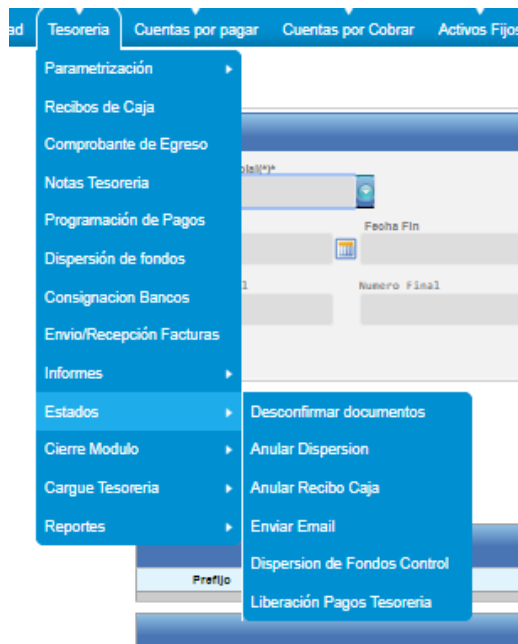 ad Tesoreria Cuentas por pagar Cuentas por Cobrar Activos Fijos
Parametrización
Recibos de Caja
Comprobante de Egreso
Notas Tesoreria
Programación de Pagos
Fecha Fin
Dispersión de fondos
Numero Final
Consignacion Bancos
Envio/Recepción Facturas
Informes
Estados
Desconfirmar documentos
Cierre Modulo
Anular Dispersion
Cargue Tesoreria
Anular Recibo Caja
Reportes
Enviar Email
Dispersion de Fondos Control
Prefijo
Liberación Pagos Tesoreria